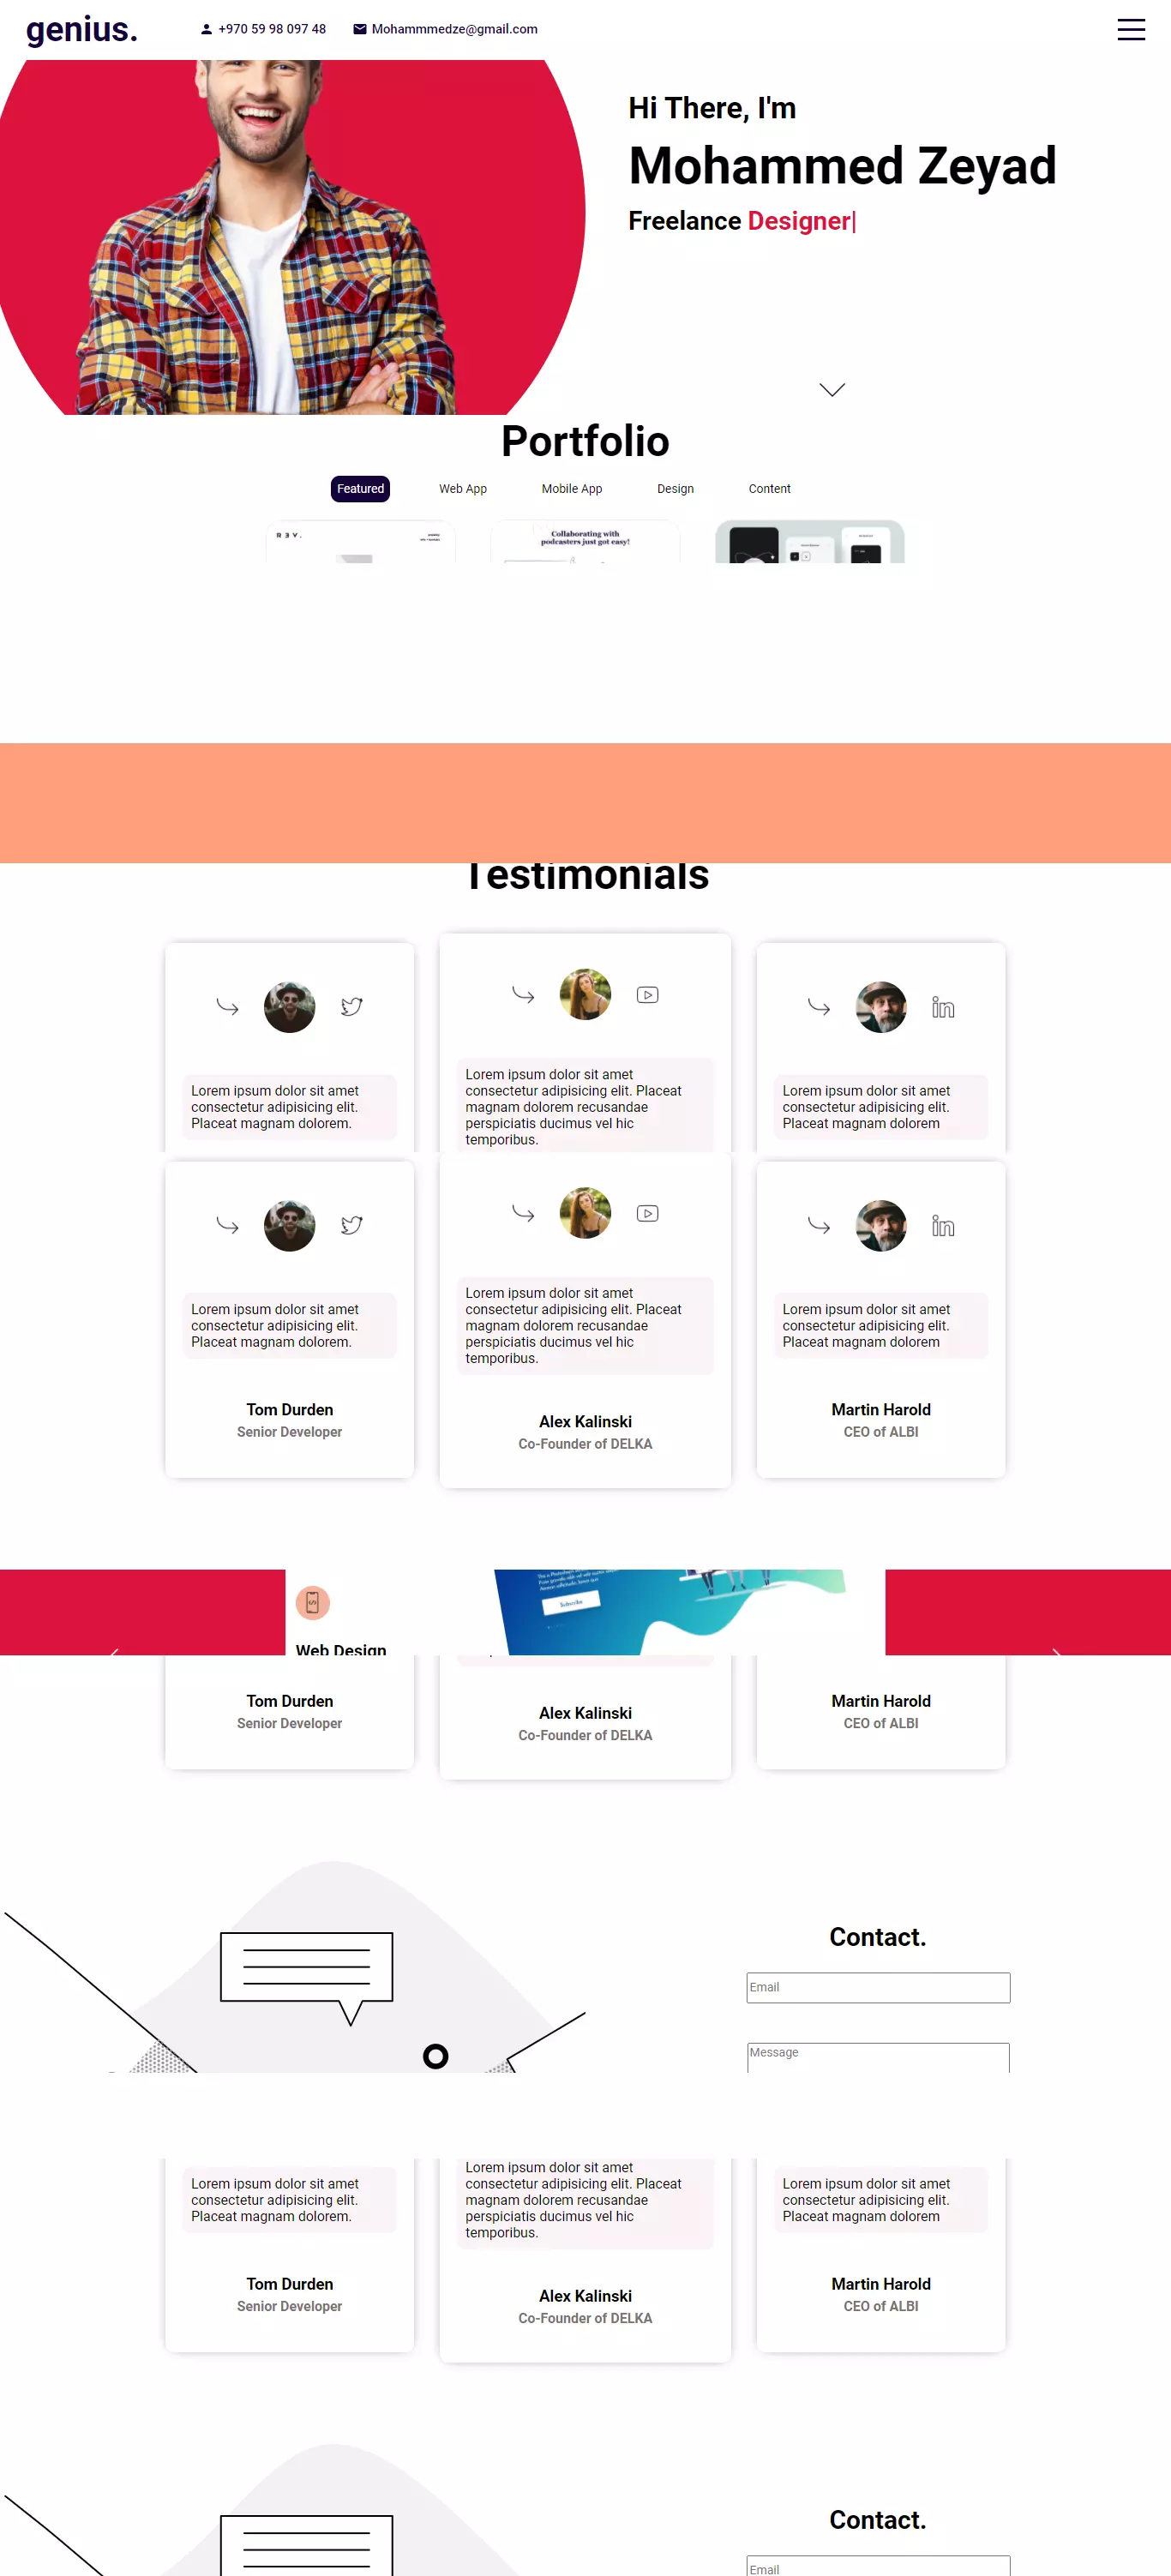 genius.
+970 59 98 097 48
Mohammmedze@gmail.com
Hi There, I'm
Mohammed Zeyad
Freelance Designer|
Portfolio
Featured
Web App
Mobile App
Design
Content
Collaborating with
podcasters just got easy!
Testimonials
Lorem ipsum dolor sit amet
consectetur adipisicing elit.
Placeat magnam dolorem.
Lorem ipsum dolor sit amet
consectetur adipisicing elit. Placeat
magnam dolorem recusandae
perspiciatis ducimus vel hic
temporibus.
Lorem ipsum dolor sit amet
consectetur adipisicing elit.
Placeat magnam dolorem
Lorem ipsum dolor sit amet
consectetur adipisicing elit.
Placeat magnam dolorem.
Tom Durden
Senior Developer
Lorem ipsum dolor sit amet
consectetur adipisicing elit. Placeat
magnam dolorem recusandae
perspiciatis ducimus vel hic
temporibus.
Alex Kalinski
Co-Founder of DELKA
Lorem ipsum dolor sit amet
consectetur adipisicing elit.
Placeat magnam dolorem
Martin Harold
CEO of ALBI
Web Design
Subscribe
Tom Durden
Senior Developer
Alex Kalinski
Co-Founder of DELKA
Martin Harold
CEO of ALBI
Contact.
Email
Message
Lorem ipsum dolor sit amet
consectetur adipisicing elit.
Placeat magnam dolorem.
Tom Durden
Senior Developer
Lorem ipsum dolor sit amet
consectetur adipisicing elit. Placeat
magnam dolorem recusandae
perspiciatis ducimus vel hic
temporibus.
Alex Kalinski
Co-Founder of DELKA
Lorem ipsum dolor sit amet
consectetur adipisicing elit.
Placeat magnam dolorem
Martin Harold
CEO of ALBI
Contact.
Email